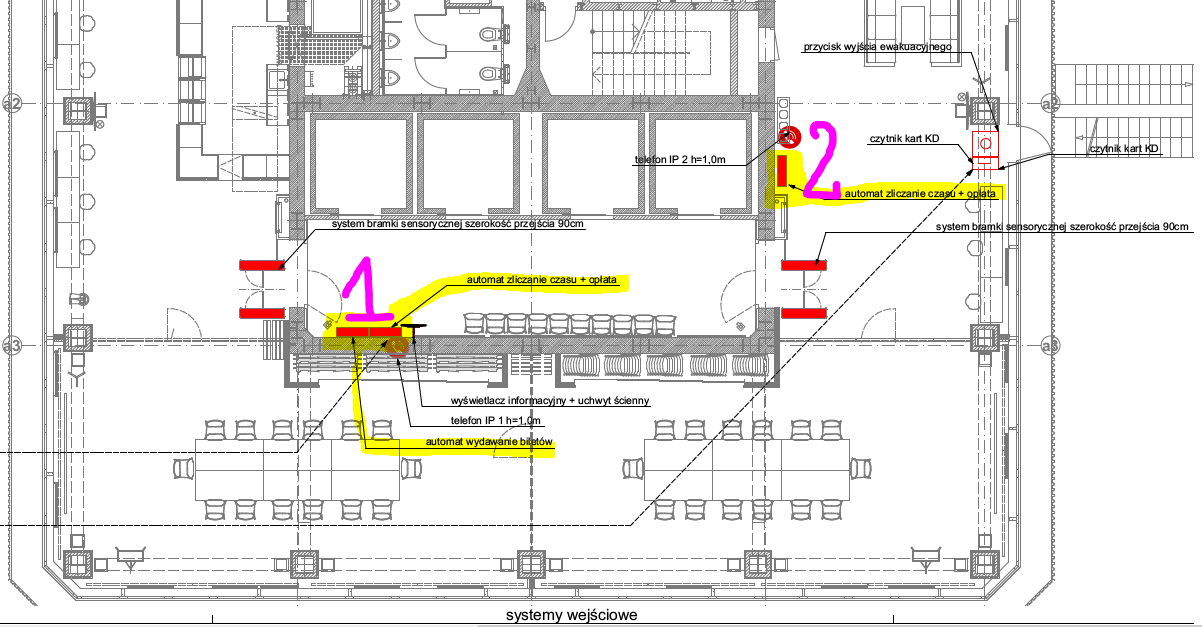 przycisk wyjścia ewakuacyjnego
a2
a2
2
czytnik kart KD
czytnik kart KD
telefon IP 2 h=1,0m
automat zliczanie czasu + opłata
system bramki sensorycznej szerokość przejścia 90cm
system bramki sensorycznej szerokość przejścia 90cm
1
automat zliczanie czasu + opłata
a3
a3
wyświetlacz informacyjny + uchwyt ścienny
telefon IP 1 h=1,0m
automat wydawanie biletów
systemy wejściowe